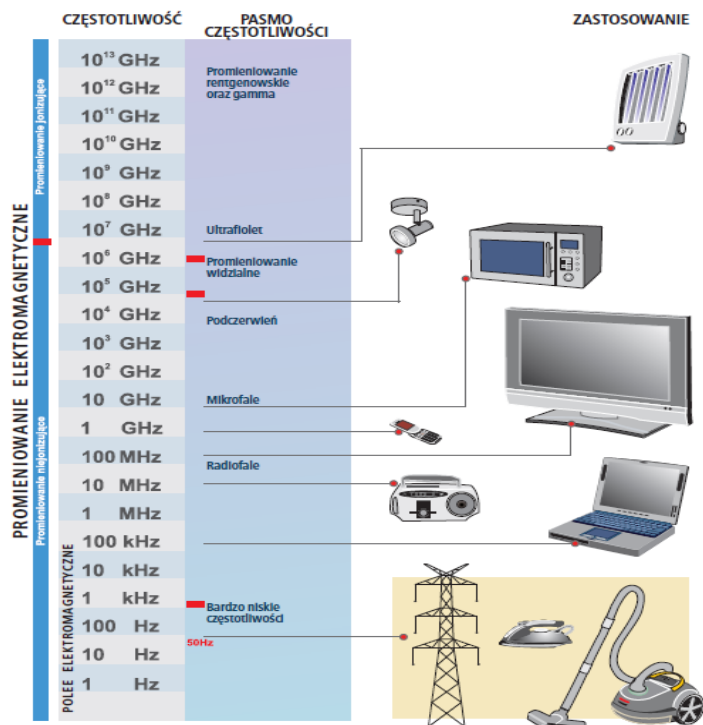 CZĘSTOTLIWOŚĆ
PASMO
CZĘSTOTLIWOŚCI
ZASTOSOWANIE
PROMIENIOWANIE ELEKTROMAGNETYCZNE
Promieniowanie jonizujące
Promieniowanie niejonizujące
POLEE ELEKTROMAGNETYCZNE
10¹³ GHz
10¹² GHz
10¹¹ GHz
10¹⁰ GHz
10⁹ GHz
10⁸ GHz
10⁷ GHz
10⁶ GHz
10⁵ GHz
10⁴ GHz
10³ GHz
10² GHz
10 GHz
1 GHz
100 MHz
10 MHz
1 MHz
100 kHz
10 kHz
1 kHz
100 Hz
10 Hz
1 Hz
Promieniowanie
rentgenowskie
oraz gamma
Ultrafiolet
Promieniowanie
widzialne
Podczerwień
Mikrofale
Radiofale
Bardzo niskie
częstotliwości
50Hz